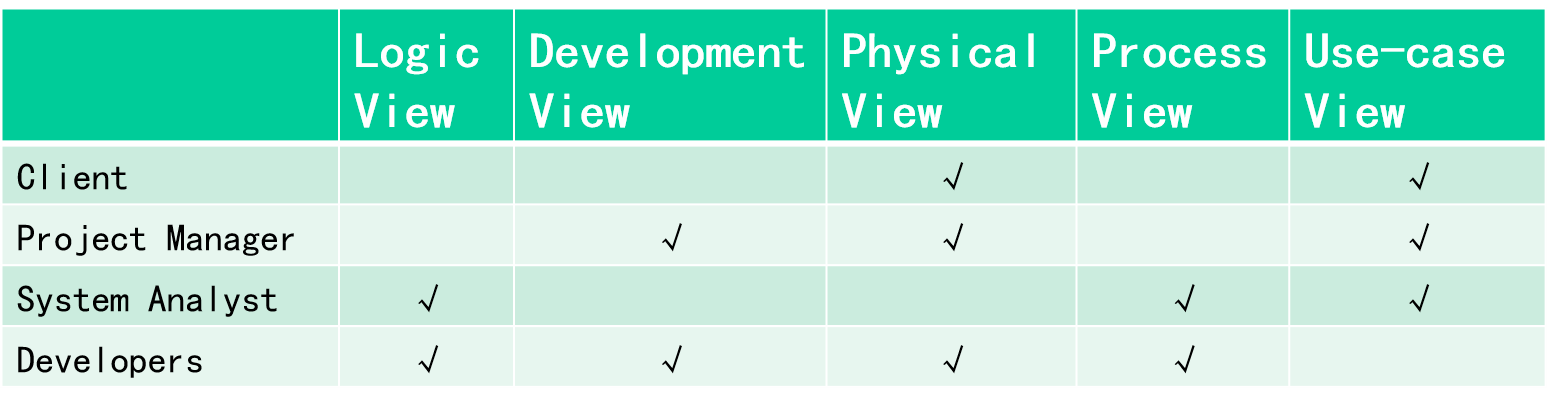 Logic View Development View Physical View Process View Use-case View
Client √ √
Project Manager √ √ √
System Analyst √ √ √
Developers √ √ √ √